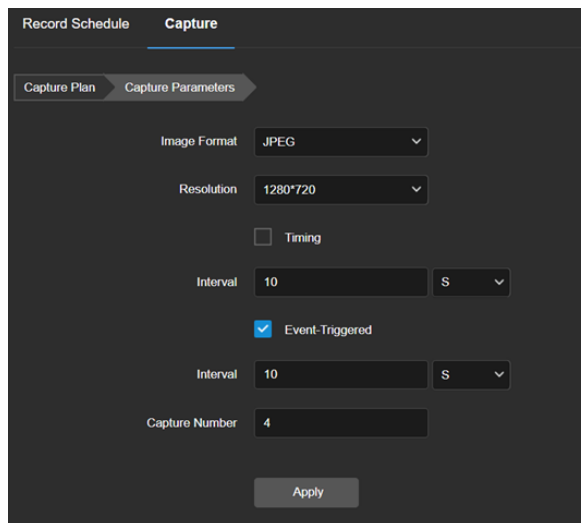 Record Schedule Capture
Capture Plan Capture Parameters
Image Format JPEG
Resolution 1280*720
Timing
Interval 10 S
Event-Triggered
Interval 10 S
Capture Number 4
Apply